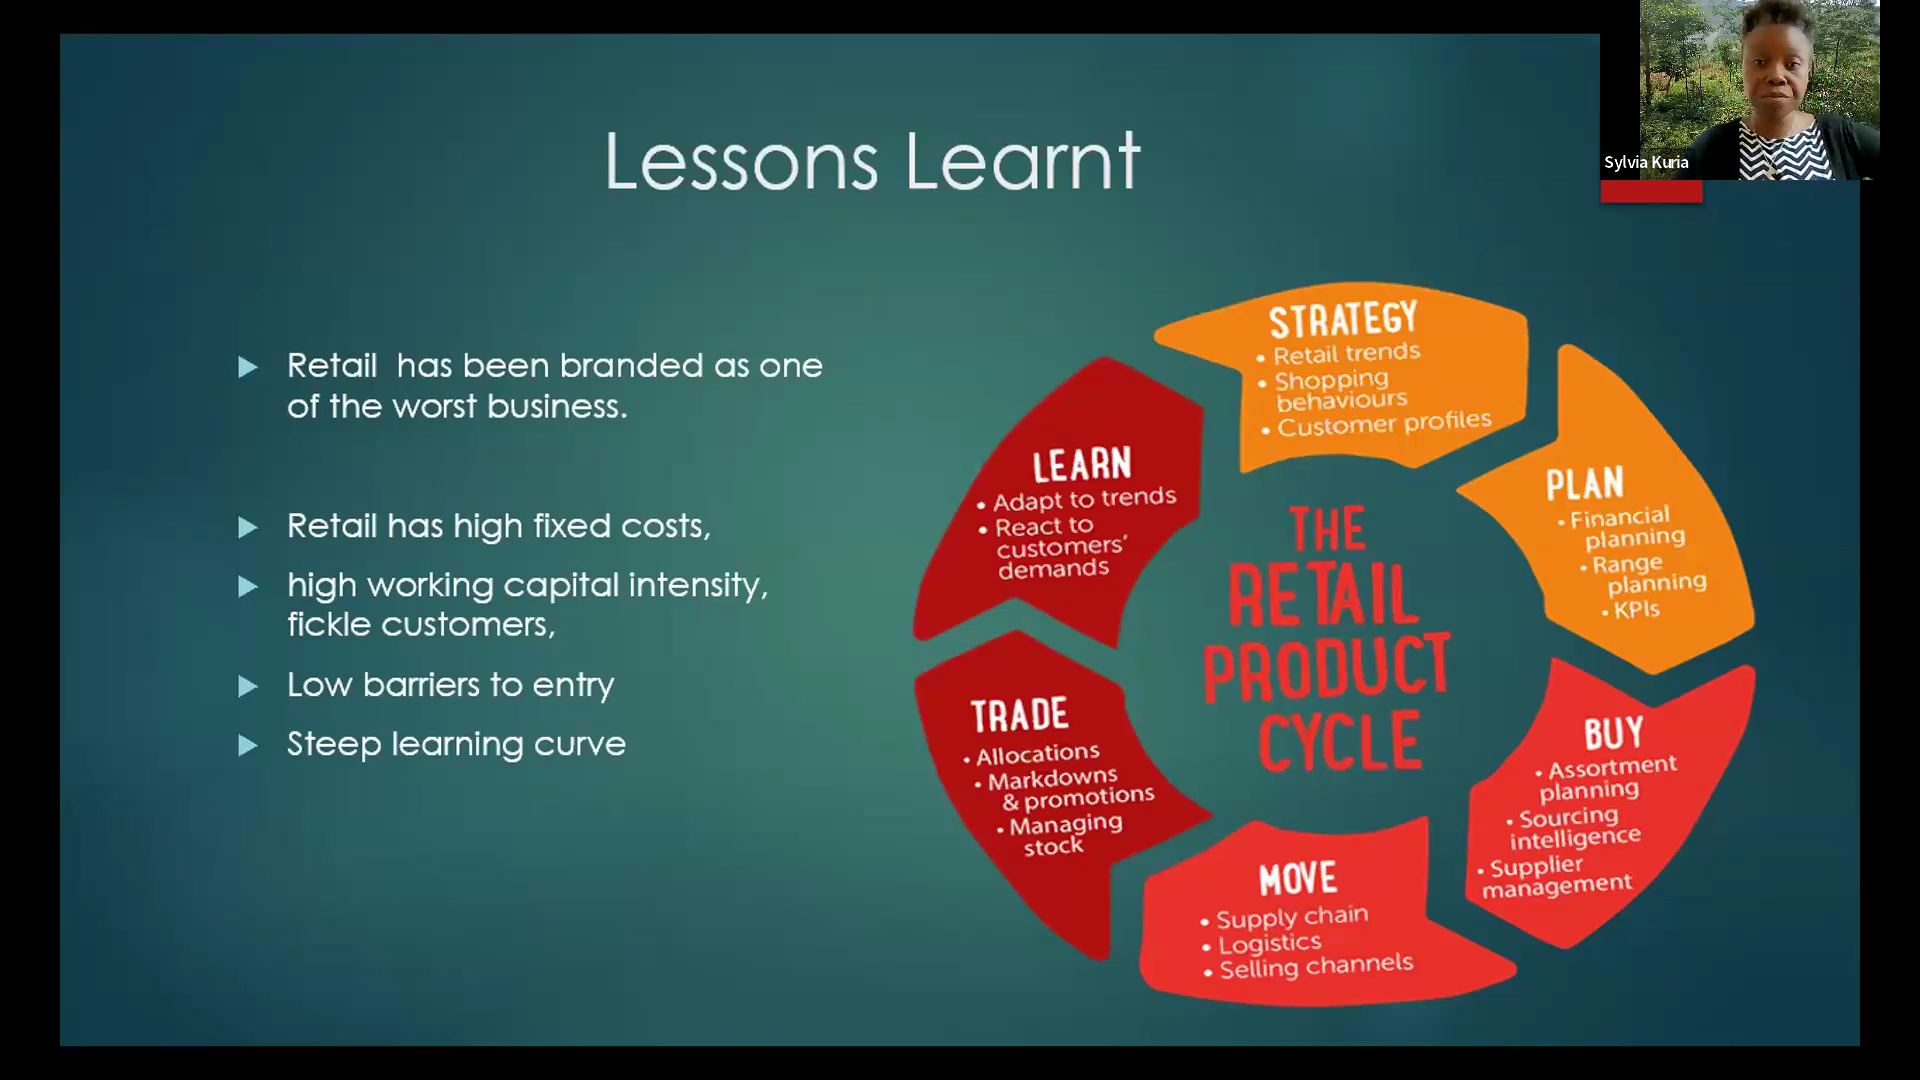 Lessons Learnt
Sylvia Kuria
Retail has been branded as one
of the worst business.
Retail has high fixed costs,
high working capital intensity,
fickle customers,
Low barriers to entry
Steep learning curve
THE
RETAIL
PRODUCT
CYCLE
STRATEGY
• Retail trends
• Shopping
behaviours
• Customer profiles
PLAN
• Financial
planning
• Range
planning
• KPIs
BUY
• Assortment
planning
• Sourcing
intelligence
• Supplier
management
MOVE
• Supply chain
• Logistics
• Selling channels
TRADE
• Allocations
• Markdowns
& promotions
• Managing
stock
LEARN
• Adapt to trends
• React to
customers'
demands